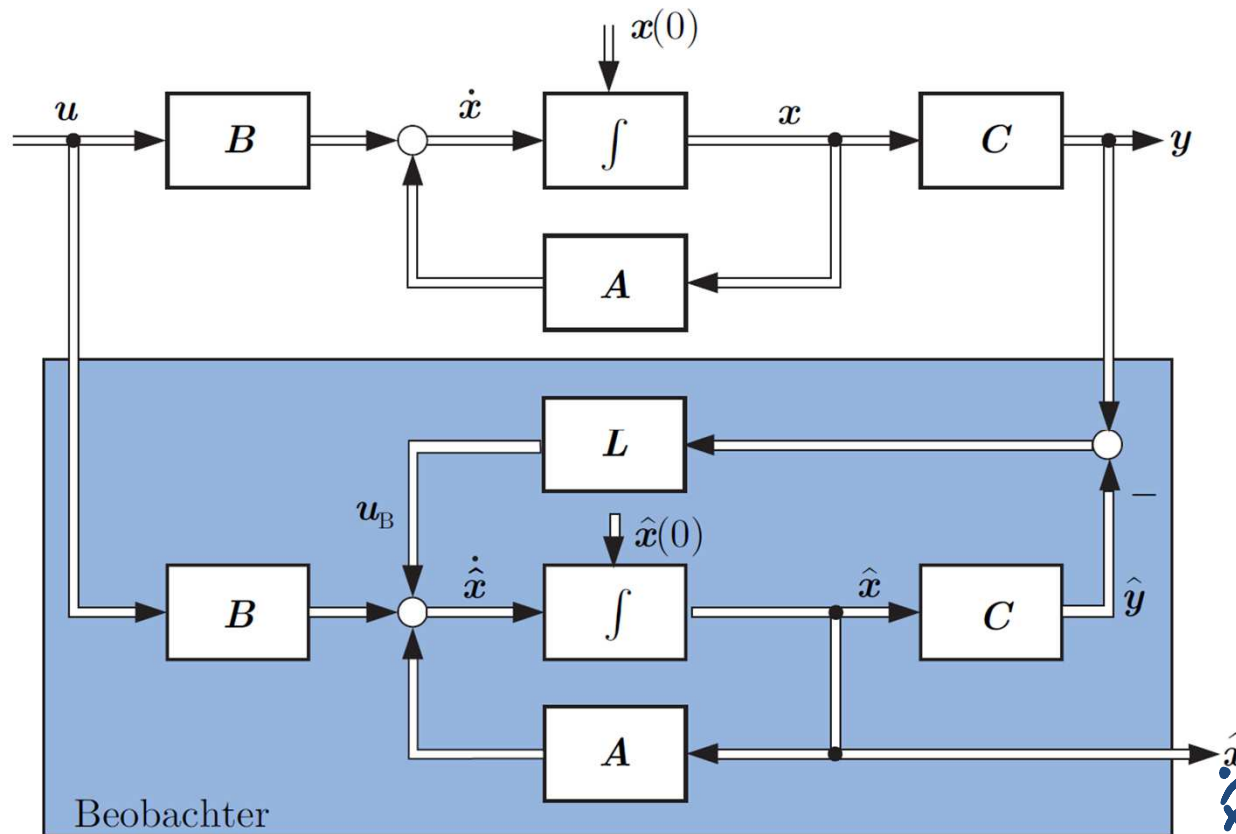 x(0)
u
B
ẋ
∫
x
C
y
A
L
u_B
x̂(0)
B
x̂̇
∫
x̂
C
–
ŷ
A
Beobachter